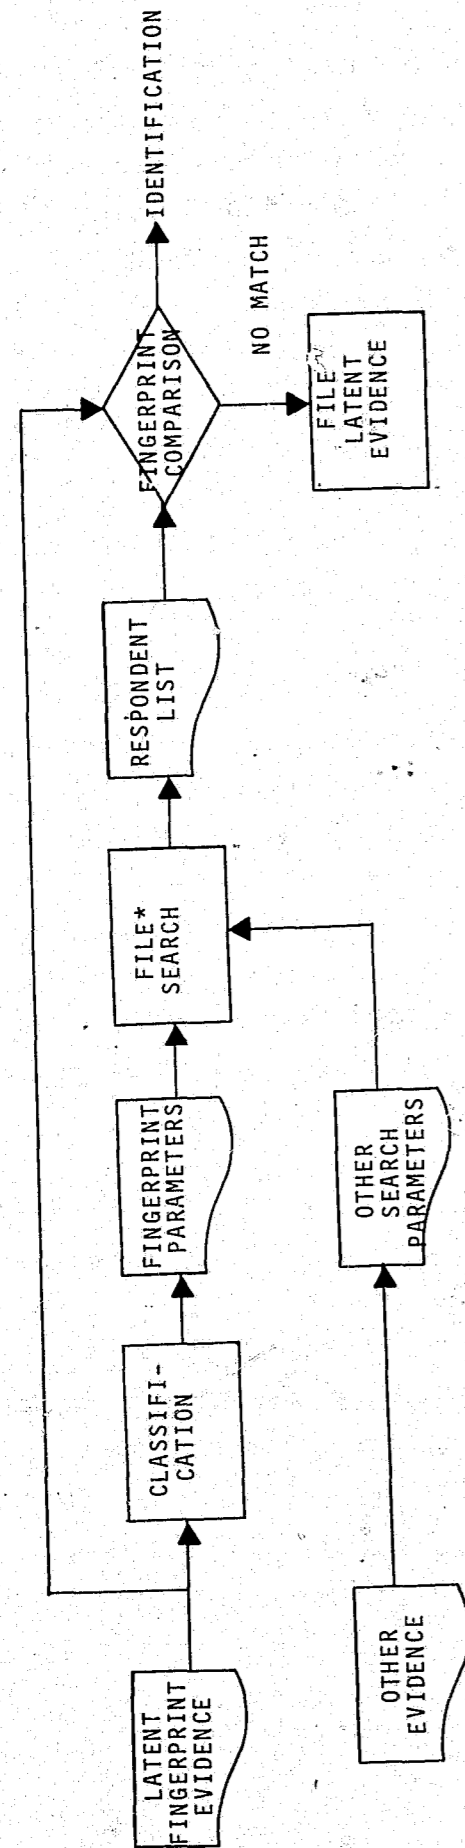 LATENT
FINGERPRINT
EVIDENCE
CLASSIFI-
CATION
FINGERPRINT
PARAMETERS
FILE*
SEARCH
RESPONDENT
LIST
FINGERPRINT
COMPARISON
IDENTIFICATION
NO MATCH
FILE
LATENT
EVIDENCE
OTHER
EVIDENCE
OTHER
SEARCH
PARAMETERS